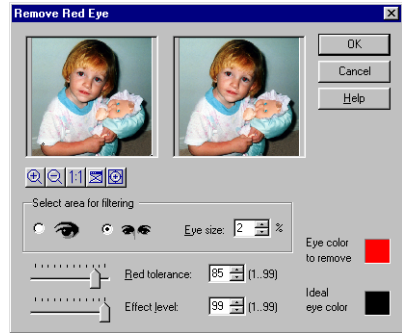 Remove Red Eye
OK
Cancel
Help
1:1
Select area for filtering
Eye size: 2 %
Eye color
to remove
Red tolerance: 85 (1..99)
Ideal
eye color
Effect level: 99 (1..99)